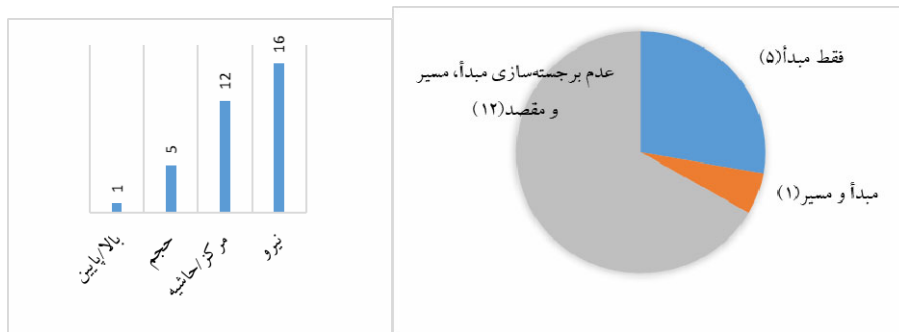 فقط مبدأ(۵)
عدم برجسته‌سازی مبدأ، مسیر
و مقصد(۱۲)
مبدأ و مسیر(۱)
16
12
5
1
نیرو
مرکز/حاشیه
حجم
بالا/پایین